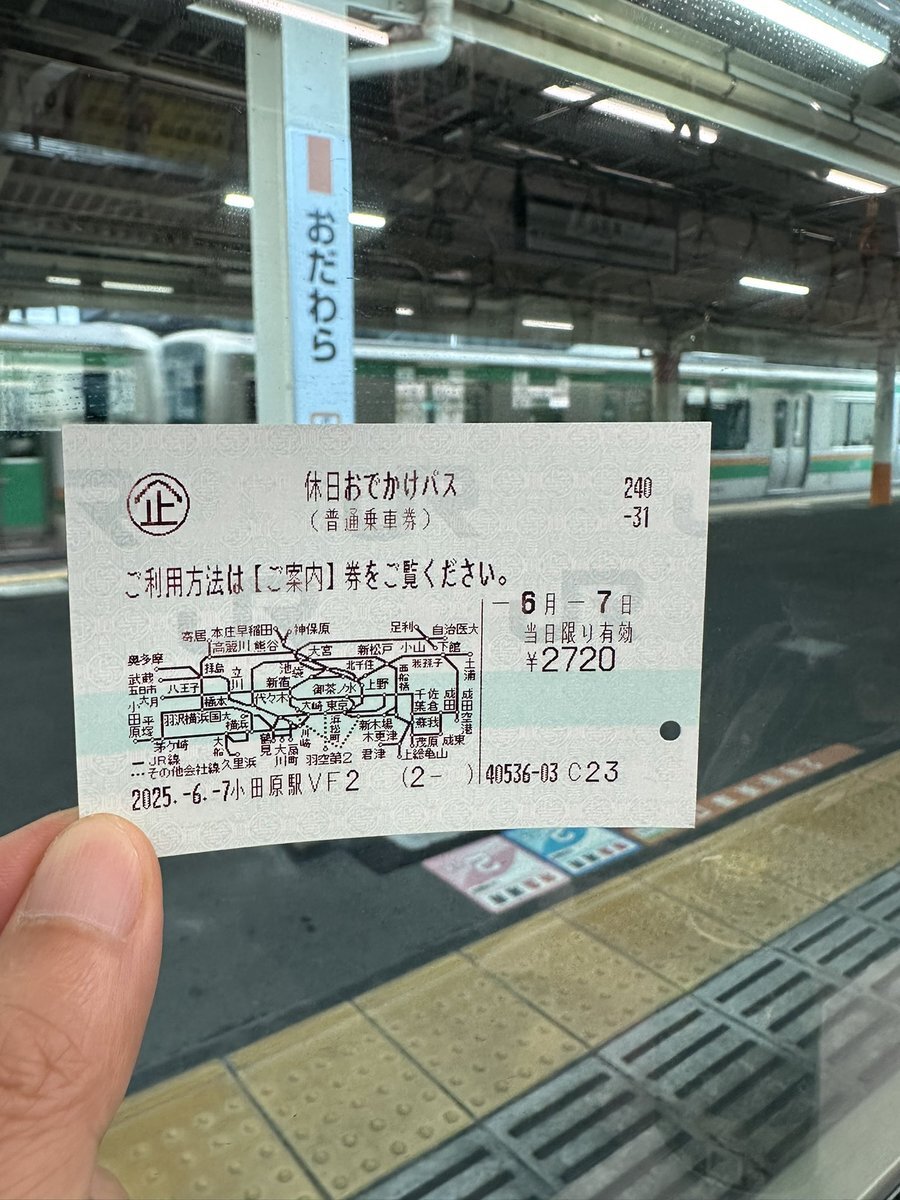 おだわら
企
休日おでかけパス
（普通乗車券）
240
-31
ご利用方法は【ご案内】券をご覧ください。
-6月-7日
当日限り有効
¥2720
寄居 本庄早稲田 神保原 足利 自治医大
高麗川 熊谷 大宮 新松戸 小山 下館
奥多摩 拝島 立川 池袋 北千住 西船橋 我孫子 土浦
武蔵五日市 八王子 新宿 御茶ノ水 上野 千葉 佐倉 成田 成田空港
大月 橋本 代々木 大崎 東京
小田原 平塚 羽沢横浜国大 横浜 川崎 浜松町 新木場 蘇我
茅ケ崎 大船 鶴見 大川 扇町 木更津 茂原 成東
久里浜 羽空第2 君津 上総亀山
JR線
その他会社線
2025.-6.-7小田原駅VF2 (2- ) 40536-03 C23